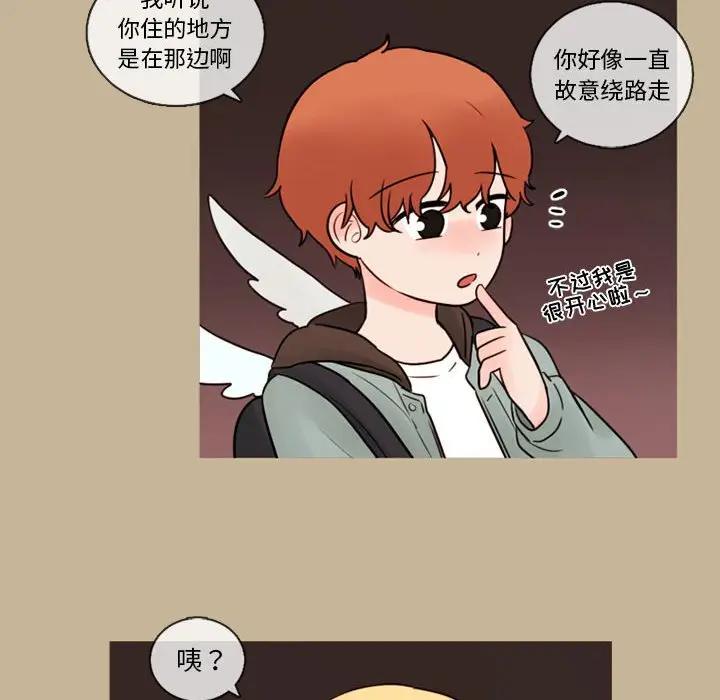 我听说
你住的地方
是在那边啊
你好像一直
故意绕路走
不过我是
很开心啦～
咦？